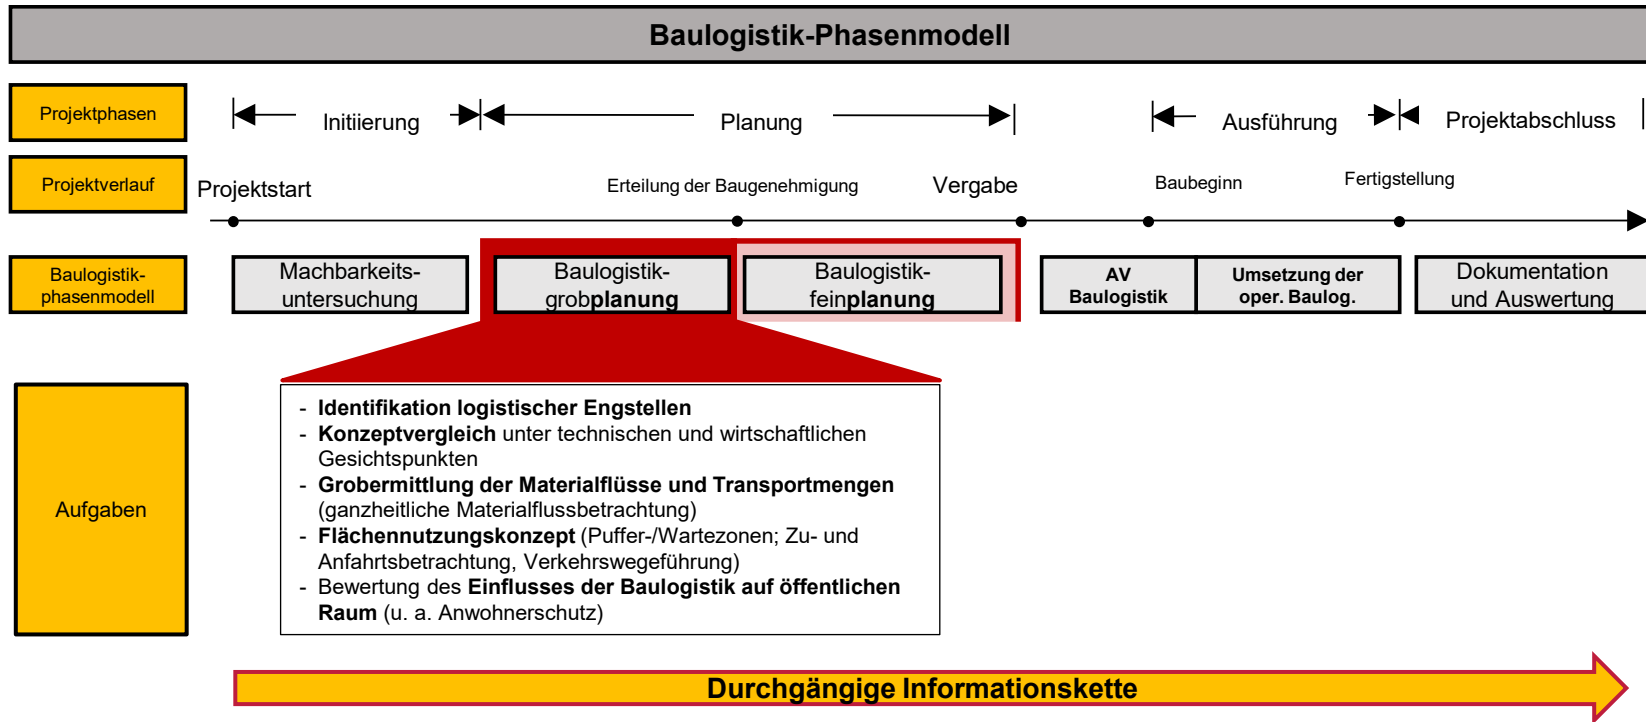 Baulogistik-Phasenmodell
Projektphasen
Initiierung
Planung
Ausführung
Projektabschluss
Projektverlauf
Projektstart
Erteilung der Baugenehmigung
Vergabe
Baubeginn
Fertigstellung
Baulogistik-
phasenmodell
Machbarkeits-
untersuchung
Baulogistik-
grobplanung
Baulogistik-
feinplanung
AV
Baulogistik
Umsetzung der
oper. Baulog.
Dokumentation
und Auswertung
Aufgaben
- Identifikation logistischer Engstellen
- Konzeptvergleich unter technischen und wirtschaftlichen
Gesichtspunkten
- Grobermittlung der Materialflüsse und Transportmengen
(ganzheitliche Materialflussbetrachtung)
- Flächennutzungskonzept (Puffer-/Wartezonen; Zu- und
Anfahrtsbetrachtung, Verkehrswegeführung)
- Bewertung des Einflusses der Baulogistik auf öffentlichen
Raum (u. a. Anwohnerschutz)
Durchgängige Informationskette